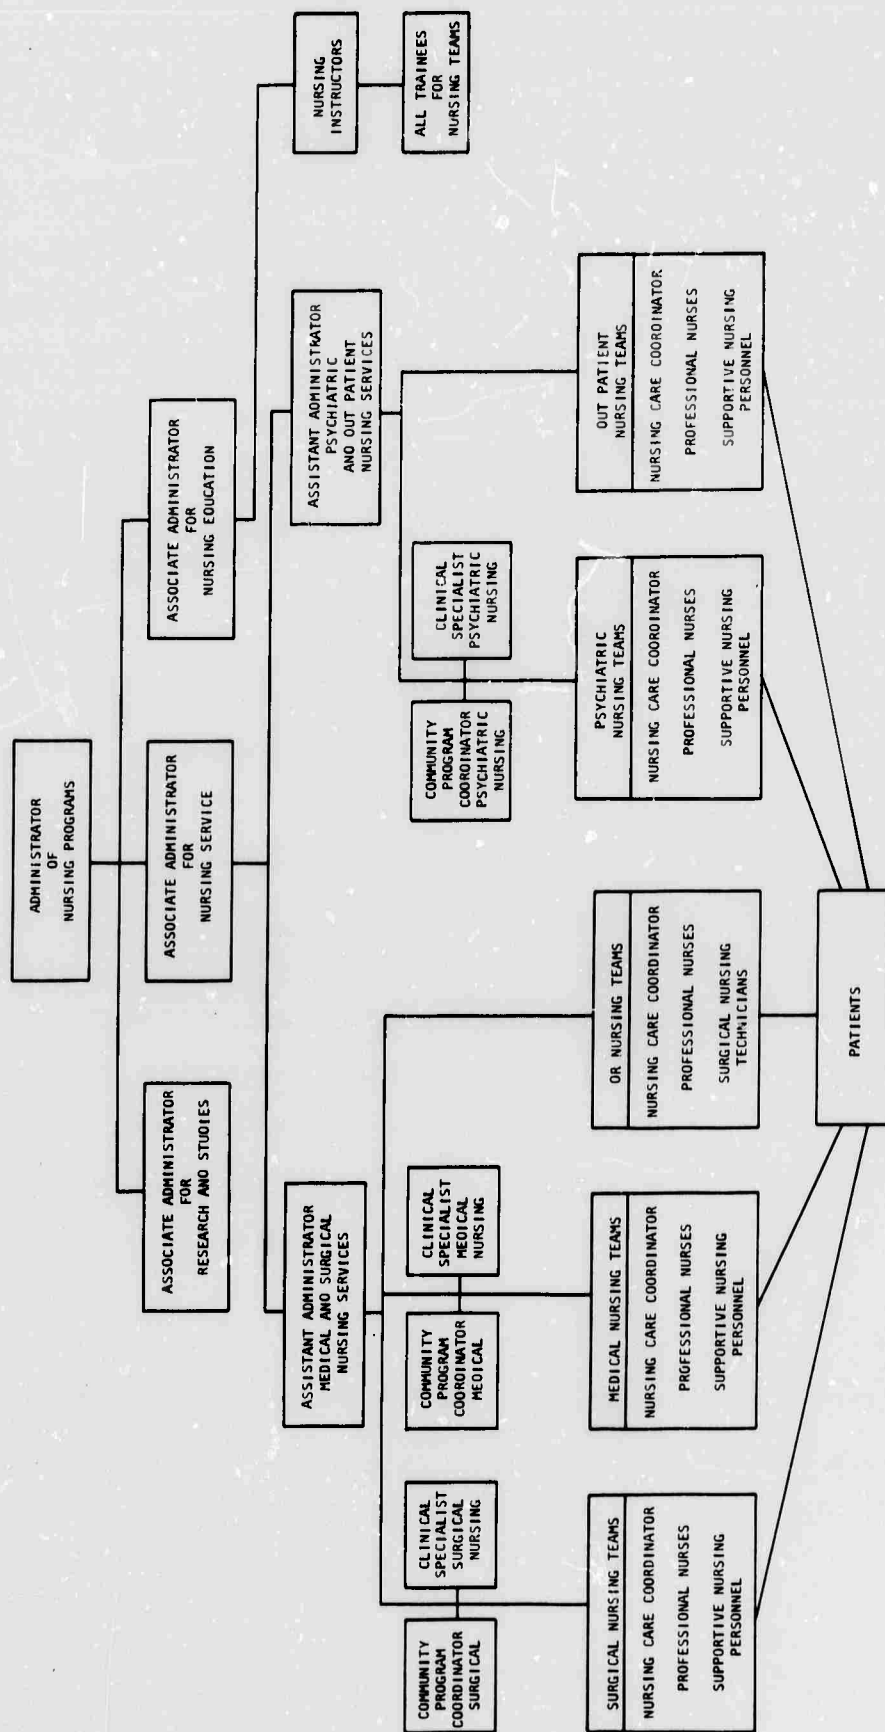 ADMINISTRATOR
OF
NURSING PROGRAMS
ASSOCIATE ADMINISTRATOR
FOR
RESEARCH AND STUDIES
ASSOCIATE ADMINISTRATOR
FOR
NURSING SERVICE
ASSOCIATE ADMINISTRATOR
FOR
NURSING EDUCATION
ASSISTANT ADMINISTRATOR
MEDICAL AND SURGICAL
NURSING SERVICES
ASSISTANT ADMINISTRATOR
PSYCHIATRIC
AND OUT PATIENT
NURSING SERVICES
NURSING
INSTRUCTORS
ALL TRAINEES
FOR
NURSING TEAMS
COMMUNITY
PROGRAM
COORDINATOR
SURGICAL
CLINICAL
SPECIALIST
SURGICAL
NURSING
COMMUNITY
PROGRAM
COORDINATOR
MEDICAL
CLINICAL
SPECIALIST
MEDICAL
NURSING
COMMUNITY
PROGRAM
COORDINATOR
PSYCHIATRIC
NURSING
CLINICAL
SPECIALIST
PSYCHIATRIC
NURSING
SURGICAL NURSING TEAMS
NURSING CARE COORDINATOR
PROFESSIONAL NURSES
SUPPORTIVE NURSING
PERSONNEL
MEDICAL NURSING TEAMS
NURSING CARE COORDINATOR
PROFESSIONAL NURSES
SUPPORTIVE NURSING
PERSONNEL
OR NURSING TEAMS
NURSING CARE COORDINATOR
PROFESSIONAL NURSES
SURGICAL NURSING
TECHNICIANS
PSYCHIATRIC
NURSING TEAMS
NURSING CARE COORDINATOR
PROFESSIONAL NURSES
SUPPORTIVE NURSING
PERSONNEL
OUT PATIENT
NURSING TEAMS
NURSING CARE COORDINATOR
PROFESSIONAL NURSES
SUPPORTIVE NURSING
PERSONNEL
PATIENTS